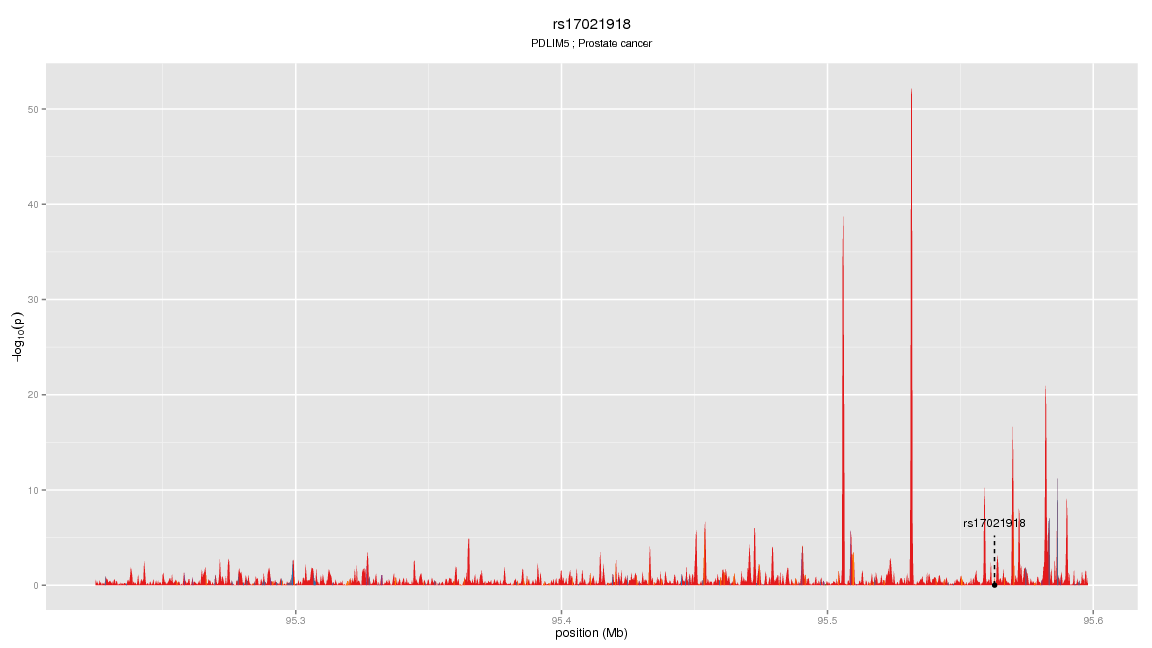 rs17021918
PDLIM5 ; Prostate cancer
50
40
30
20
10
0
−log10(p)
rs17021918
95.3
95.4
95.5
95.6
position (Mb)